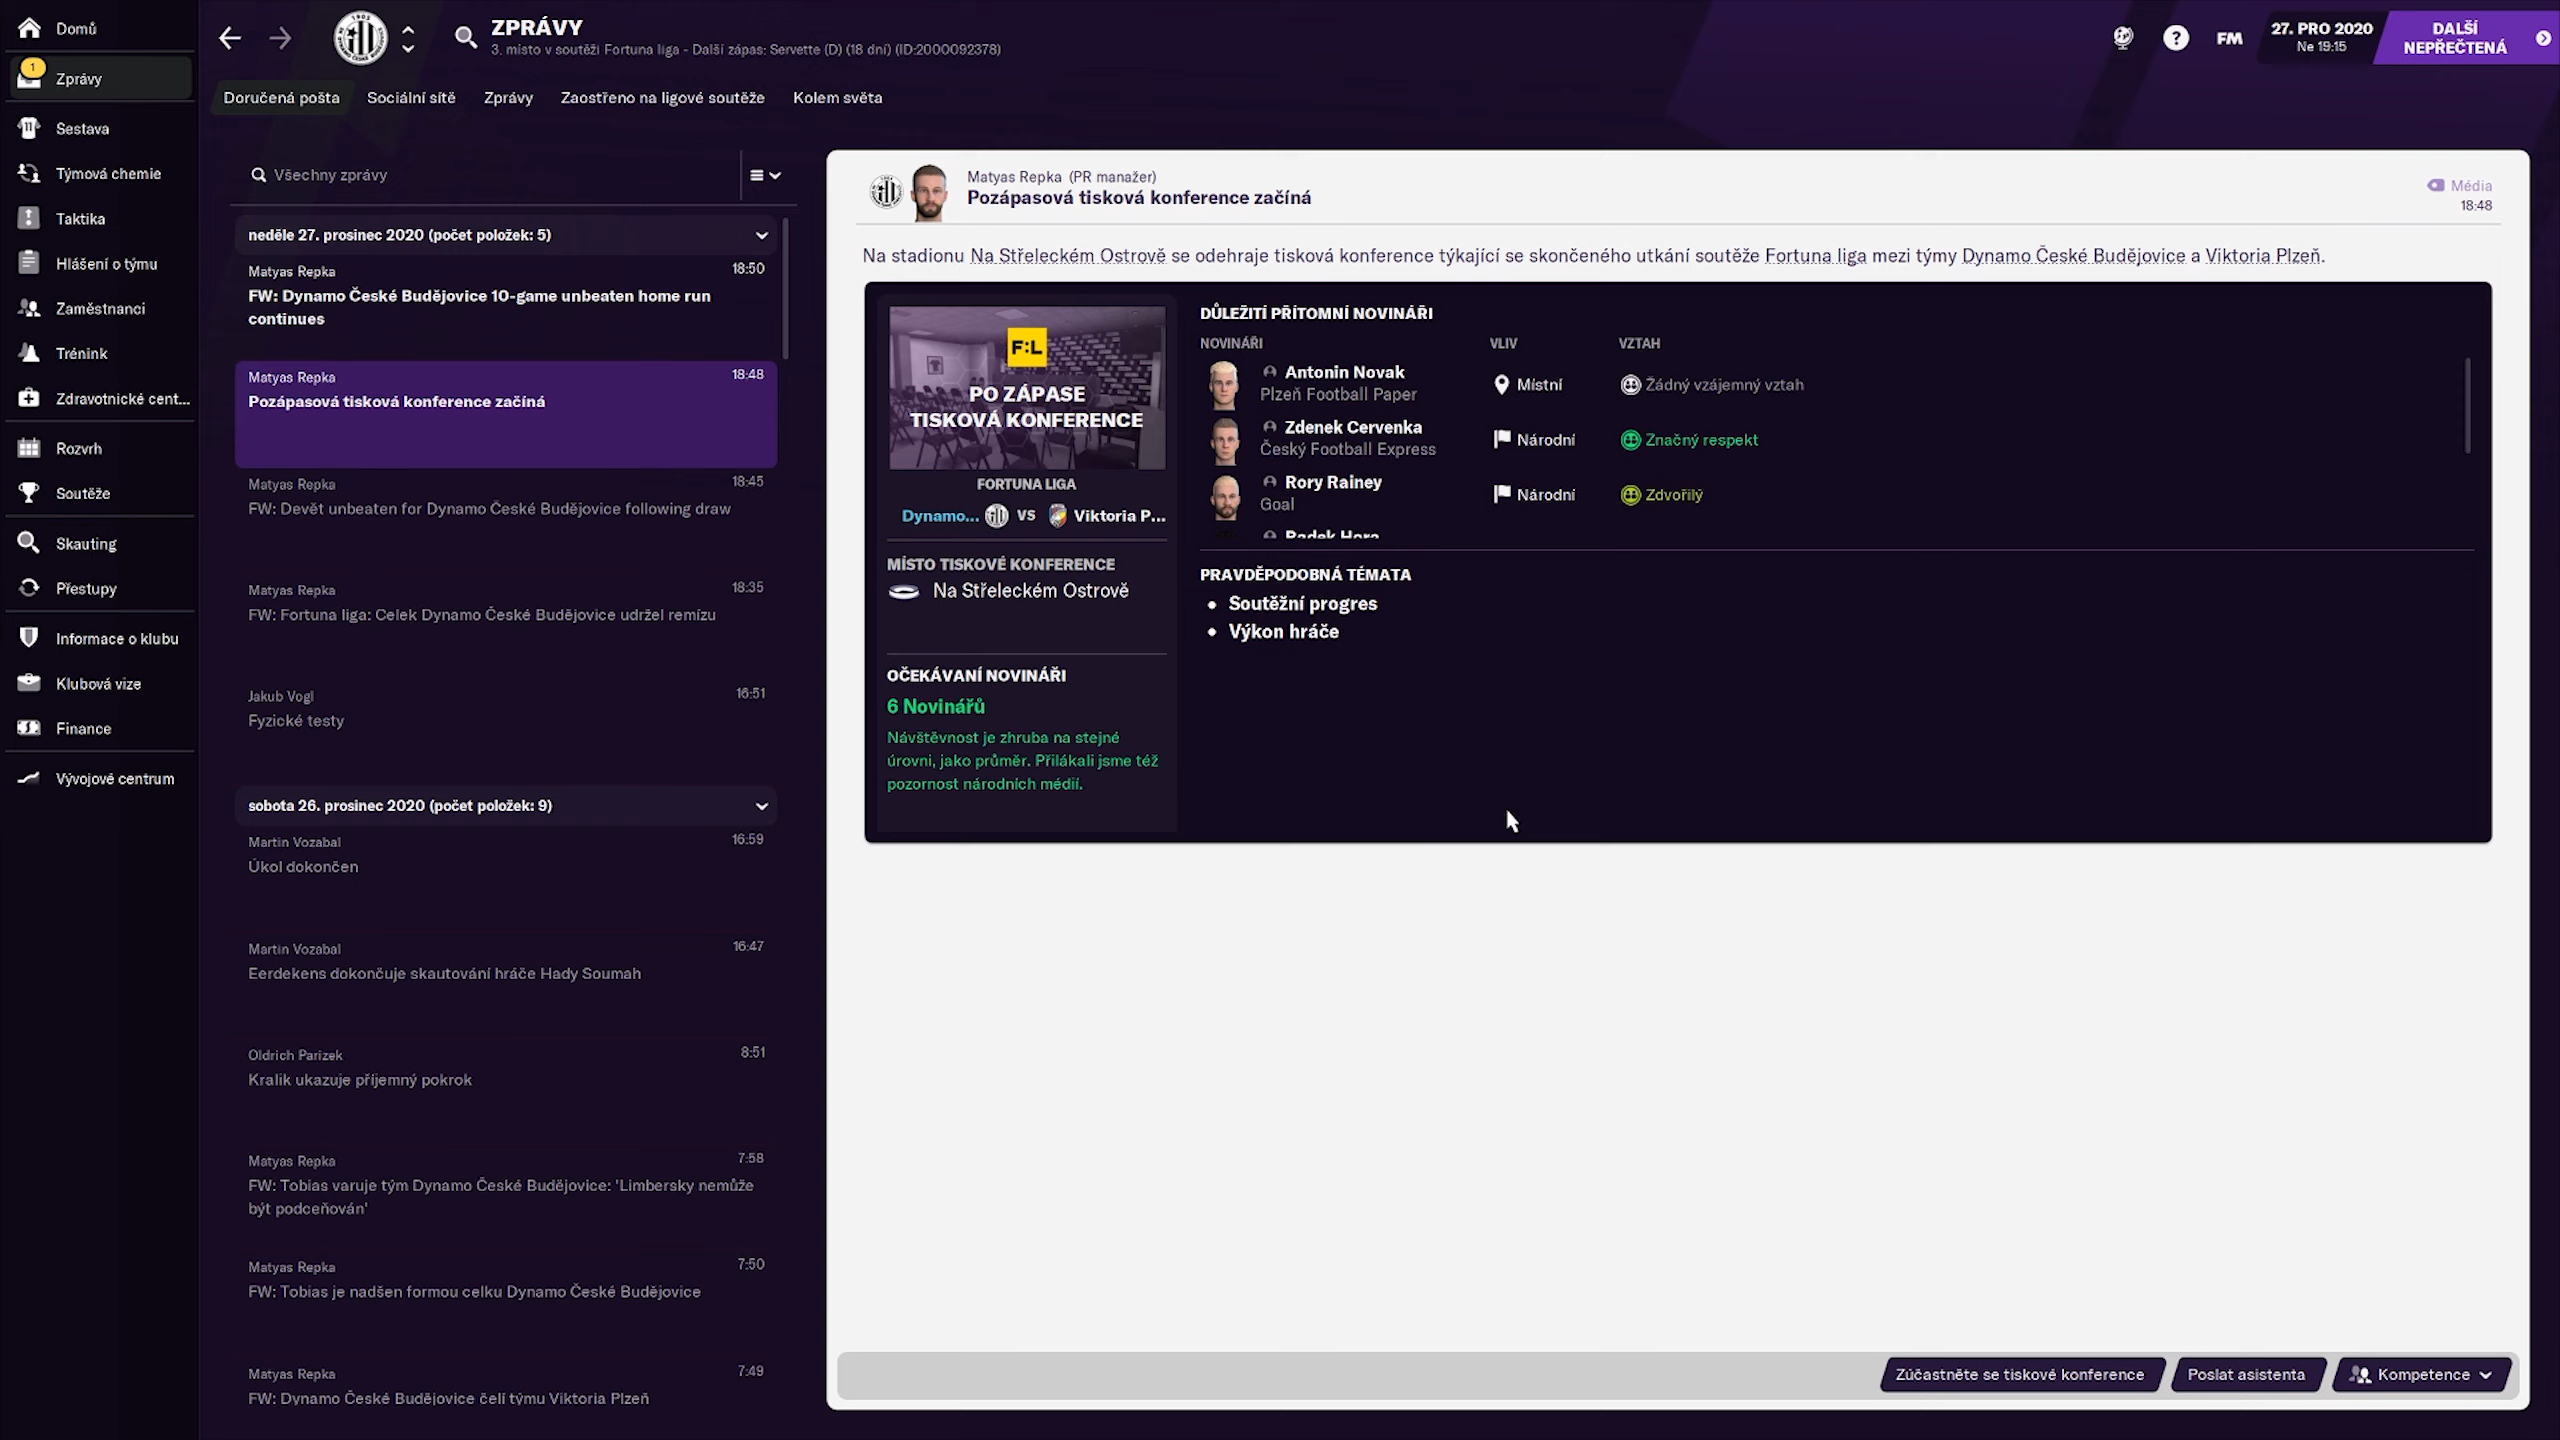 Domů
1
Zprávy
Sestava
Týmová chemie
Taktika
Hlášení o týmu
Zaměstnanci
Trénink
Zdravotnické cent...
Rozvrh
Soutěže
Skauting
Přestupy
Informace o klubu
Klubová vize
Finance
Vývojové centrum
ZPRÁVY
3. místo v soutěži Fortuna liga - Další zápas: Servette (D) (18 dní) (ID:2000092378)
FM
27. PRO 2020
Ne 19:15
DALŠÍ
NEPŘEČTENÁ
Doručená pošta Sociální sítě Zprávy Zaostřeno na ligové soutěže Kolem světa
Všechny zprávy
neděle 27. prosinec 2020 (počet položek: 5)
Matyas Repka 18:50
FW: Dynamo České Budějovice 10-game unbeaten home run
continues
Matyas Repka 18:48
Pozápasová tisková konference začíná
Matyas Repka 18:45
FW: Devět unbeaten for Dynamo České Budějovice following draw
Matyas Repka 18:35
FW: Fortuna liga: Celek Dynamo České Budějovice udržel remízu
Jakub Vogl 16:51
Fyzické testy
sobota 26. prosinec 2020 (počet položek: 9)
Martin Vozabal 16:59
Úkol dokončen
Martin Vozabal 16:47
Eerdekens dokončuje skautování hráče Hady Soumah
Oldrich Parizek 8:51
Kralik ukazuje příjemný pokrok
Matyas Repka 7:58
FW: Tobias varuje tým Dynamo České Budějovice: 'Limbersky nemůže
být podceňován'
Matyas Repka 7:50
FW: Tobias je nadšen formou celku Dynamo České Budějovice
Matyas Repka 7:49
FW: Dynamo České Budějovice čelí týmu Viktoria Plzeň
Matyas Repka (PR manažer)
Pozápasová tisková konference začíná
Média
18:48
Na stadionu Na Střeleckém Ostrově se odehraje tisková konference týkající se skončeného utkání soutěže Fortuna liga mezi týmy Dynamo České Budějovice a Viktoria Plzeň.
F:L
PO ZÁPASE
TISKOVÁ KONFERENCE
FORTUNA LIGA
Dynamo... VS Viktoria P...
MÍSTO TISKOVÉ KONFERENCE
Na Střeleckém Ostrově
OČEKÁVANÍ NOVINÁŘI
6 Novinářů
Návštěvnost je zhruba na stejné
úrovni, jako průměr. Přilákali jsme též
pozornost národních médií.
DŮLEŽITÍ PŘÍTOMNÍ NOVINÁŘI
NOVINÁŘI VLIV VZTAH
Antonin Novak
Plzeň Football Paper
Místní Žádný vzájemný vztah
Zdenek Cervenka
Český Football Express
Národní Značný respekt
Rory Rainey
Goal
Národní Zdvořilý
Radek Hora
PRAVDĚPODOBNÁ TÉMATA
• Soutěžní progres
• Výkon hráče
Zúčastněte se tiskové konference Poslat asistenta Kompetence